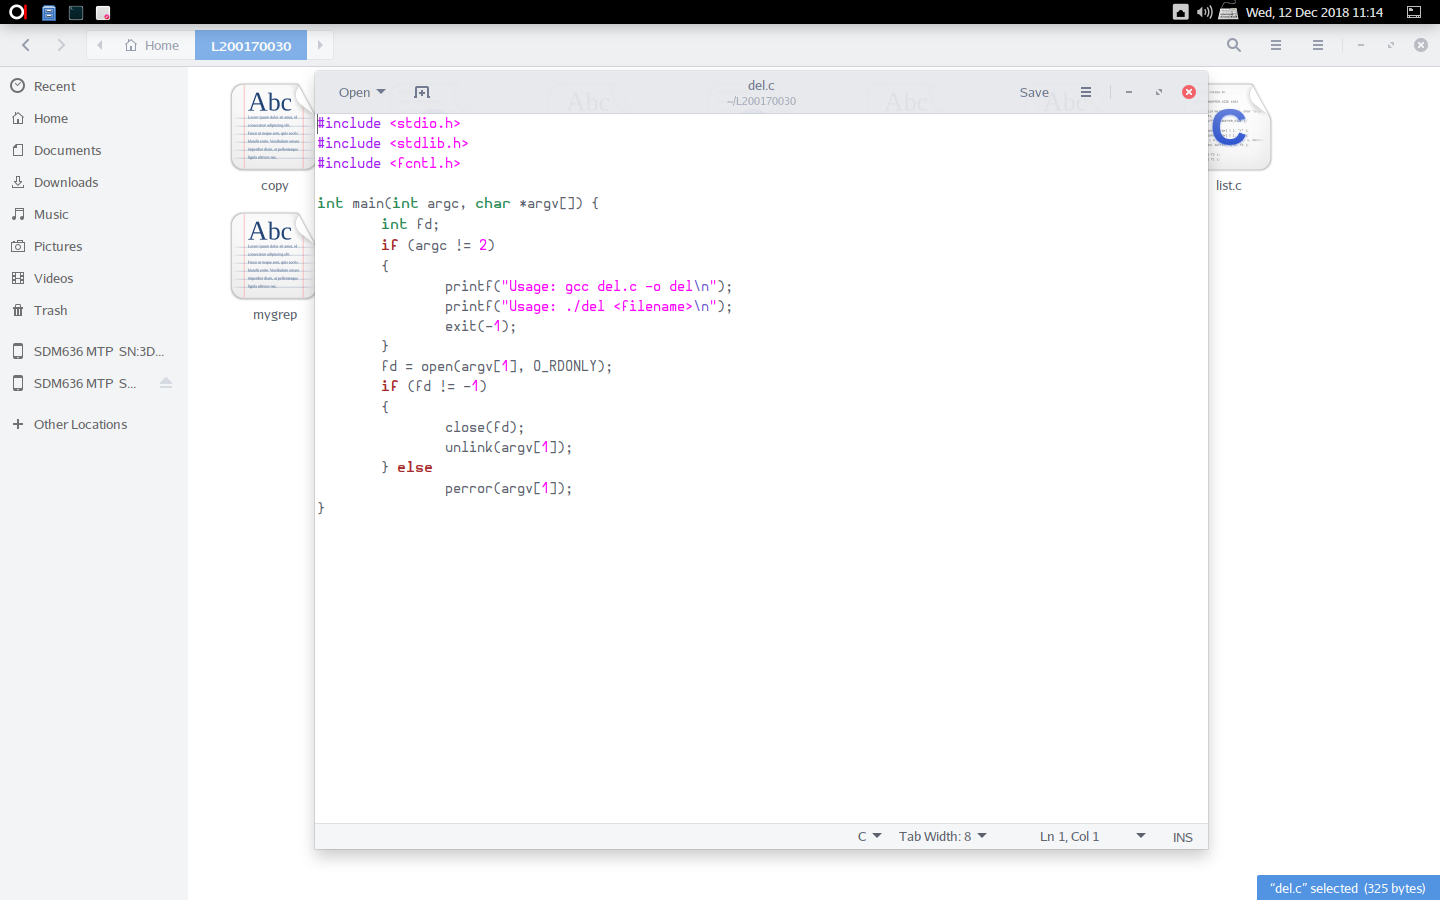 Wed, 12 Dec 2018 11:14
Home
L200170030
Recent
Home
Documents
Downloads
Music
Pictures
Videos
Trash
SDM636 MTP SN:3D...
SDM636 MTP S...
Other Locations
Abc
copy
Abc
mygrep
C
list.c
Open
del.c
~/L200170030
Save
#include <stdio.h>
#include <stdlib.h>
#include <fcntl.h>
int main(int argc, char *argv[]) {
int fd;
if (argc != 2)
{
printf("Usage: gcc del.c -o del\n");
printf("Usage: ./del <filename>\n");
exit(-1);
}
fd = open(argv[1], O_RDONLY);
if (fd != -1)
{
close(fd);
unlink(argv[1]);
} else
perror(argv[1]);
}
C
Tab Width: 8
Ln 1, Col 1
INS
"del.c" selected (325 bytes)